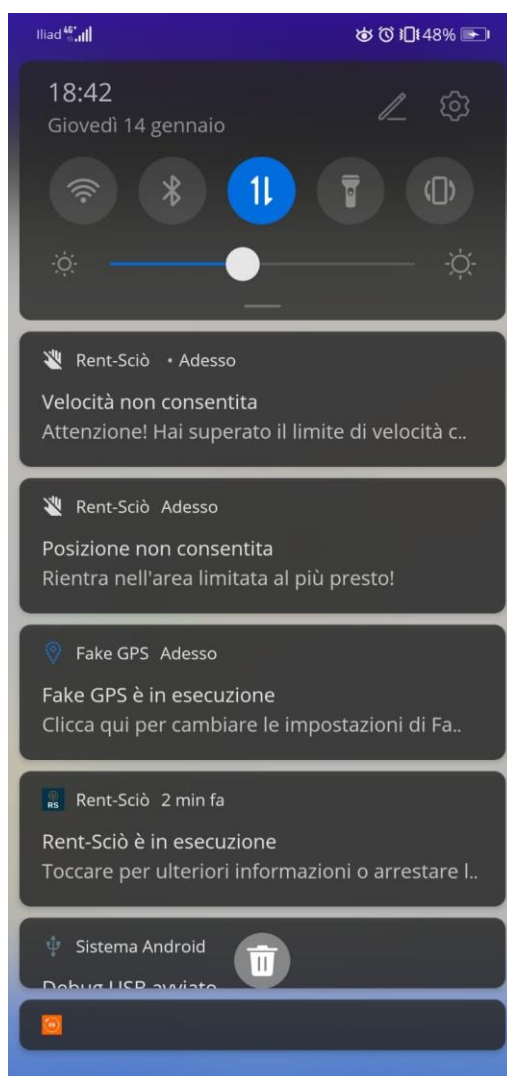 Iliad 48%
18:42
Giovedì 14 gennaio
Rent-Sciò • Adesso
Velocità non consentita
Attenzione! Hai superato il limite di velocità c..
Rent-Sciò Adesso
Posizione non consentita
Rientra nell'area limitata al più presto!
Fake GPS Adesso
Fake GPS è in esecuzione
Clicca qui per cambiare le impostazioni di Fa..
RS Rent-Sciò 2 min fa
Rent-Sciò è in esecuzione
Toccare per ulteriori informazioni o arrestare l..
Sistema Android
Debug USB avviato